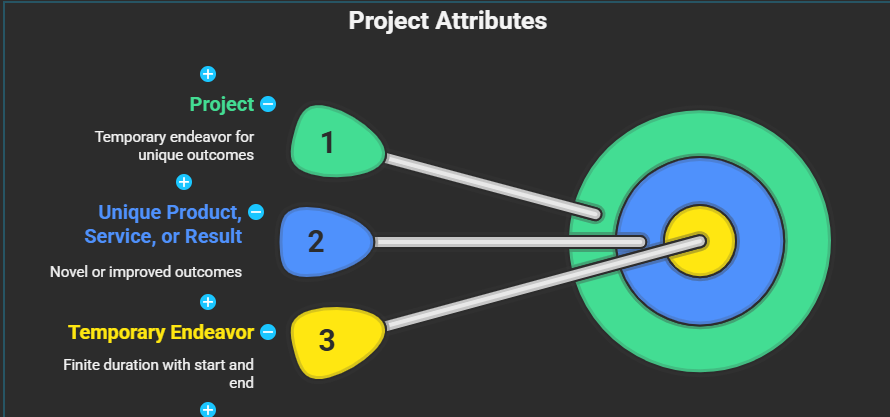 Project Attributes
Project
Temporary endeavor for
unique outcomes
1
Unique Product,
Service, or Result
Novel or improved outcomes
2
Temporary Endeavor
Finite duration with start and
end
3